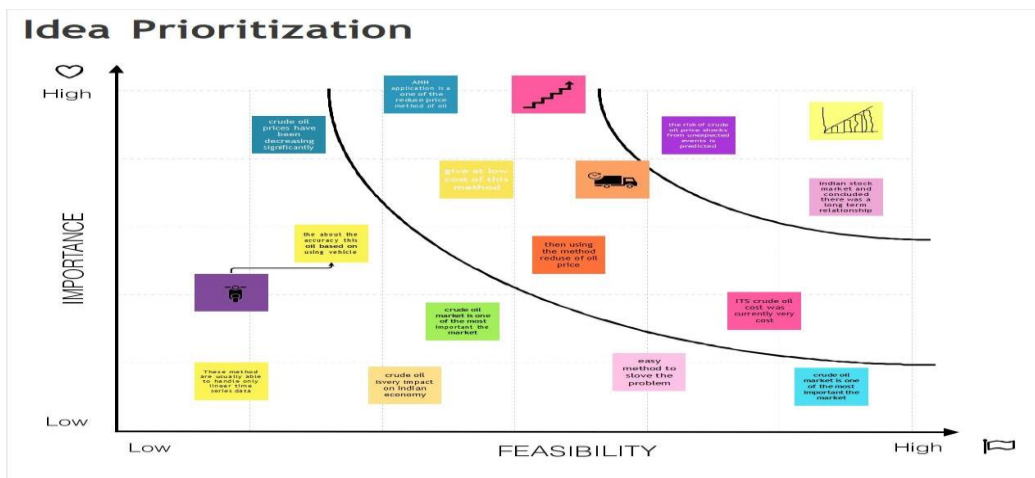 Idea Prioritization
High
crude oil
prices have
been
decreasing
significantly
ANN
application is a
one of the
reduce price
method of oil
the risk of crude
oil price shocks
from unexpected
events is
predicted
give at low
cost of this
method
Indian stock
market and
concluded
there was a
long term
relationship
the about the
accuracy this
oil based on
using vehicle
then using
the method
reduse of oil
price
IMPORTANCE
crude oil
market is one
of the most
important the
market
ITS crude oil
cost was
currently very
cost
These method
are usually able
to handle only
linear time
series data
crude oil
isvery impact
on Indian
economy
easy
method to
slove the
problem
crude oil
market is one
of the most
important the
market
Low
Low
FEASIBILITY
High